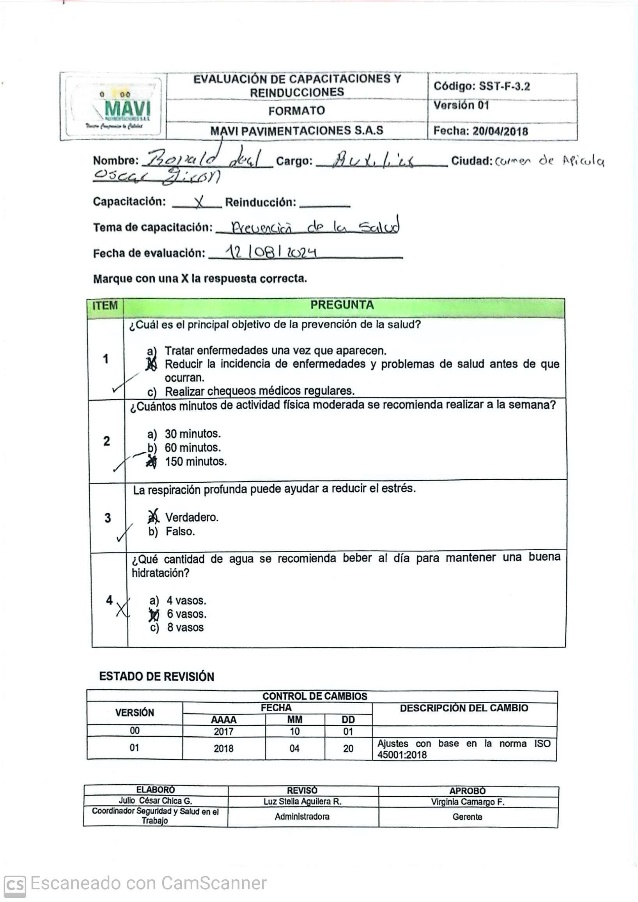 EVALUACIÓN DE CAPACITACIONES Y
REINDUCCIONES
FORMATO
MAVI PAVIMENTACIONES S.A.S
Código: SST-F-3.2
Versión 01
Fecha: 20/04/2018
MAVI
PAVIMENTACIONES S.A.S.
Nombre: Cargo: Ciudad: de
Oscar
Capacitación: X Reinducción:
Tema de capacitación: Prevención de la Salud
Fecha de evaluación: 12/08/2024
Marque con una X la respuesta correcta.
ITEM PREGUNTA
1 ¿Cuál es el principal objetivo de la prevención de la salud?
a) Tratar enfermedades una vez que aparecen.
X Reducir la incidencia de enfermedades y problemas de salud antes de que
ocurran.
c) Realizar chequeos médicos regulares.
2 ¿Cuántos minutos de actividad física moderada se recomienda realizar a la semana?
a) 30 minutos.
b) 60 minutos.
X 150 minutos.
3 La respiración profunda puede ayudar a reducir el estrés.
X Verdadero.
b) Falso.
4 ¿Qué cantidad de agua se recomienda beber al día para mantener una buena
hidratación?
a) 4 vasos.
X 6 vasos.
c) 8 vasos
ESTADO DE REVISIÓN
CONTROL DE CAMBIOS
VERSIÓN FECHA DESCRIPCIÓN DEL CAMBIO
AAAA MM DD
00 2017 10 01
01 2018 04 20 Ajustes con base en la norma ISO
45001:2018
ELABORÓ REVISÓ APROBÓ
Julio César Chica G. Luz Stella Aguilera R. Virginia Camargo F.
Coordinador Seguridad y Salud en el
Trabajo Administradora Gerente
CS Escaneado con CamScanner